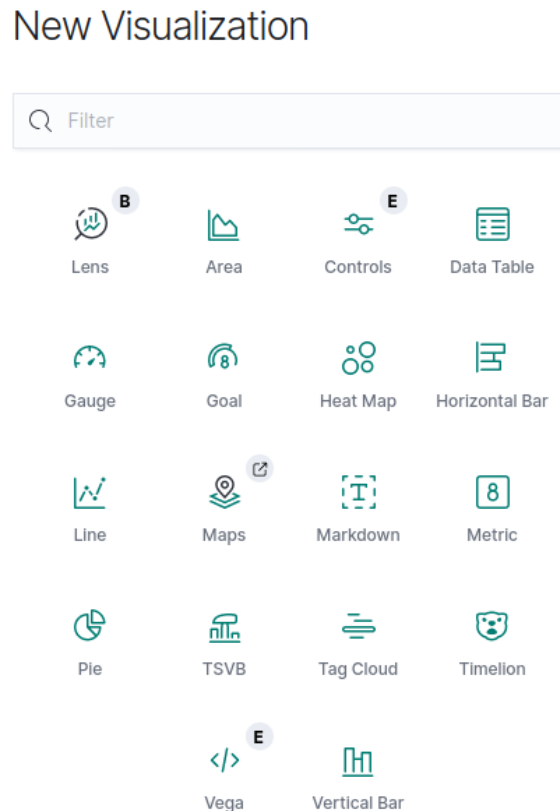 New Visualization
Filter
B
E
Lens
Area
Controls
Data Table
8
Gauge
Goal
Heat Map
Horizontal Bar
T
8
Line
Maps
Markdown
Metric
Pie
TSVB
Tag Cloud
Timelion
E
</>
Vega
Vertical Bar